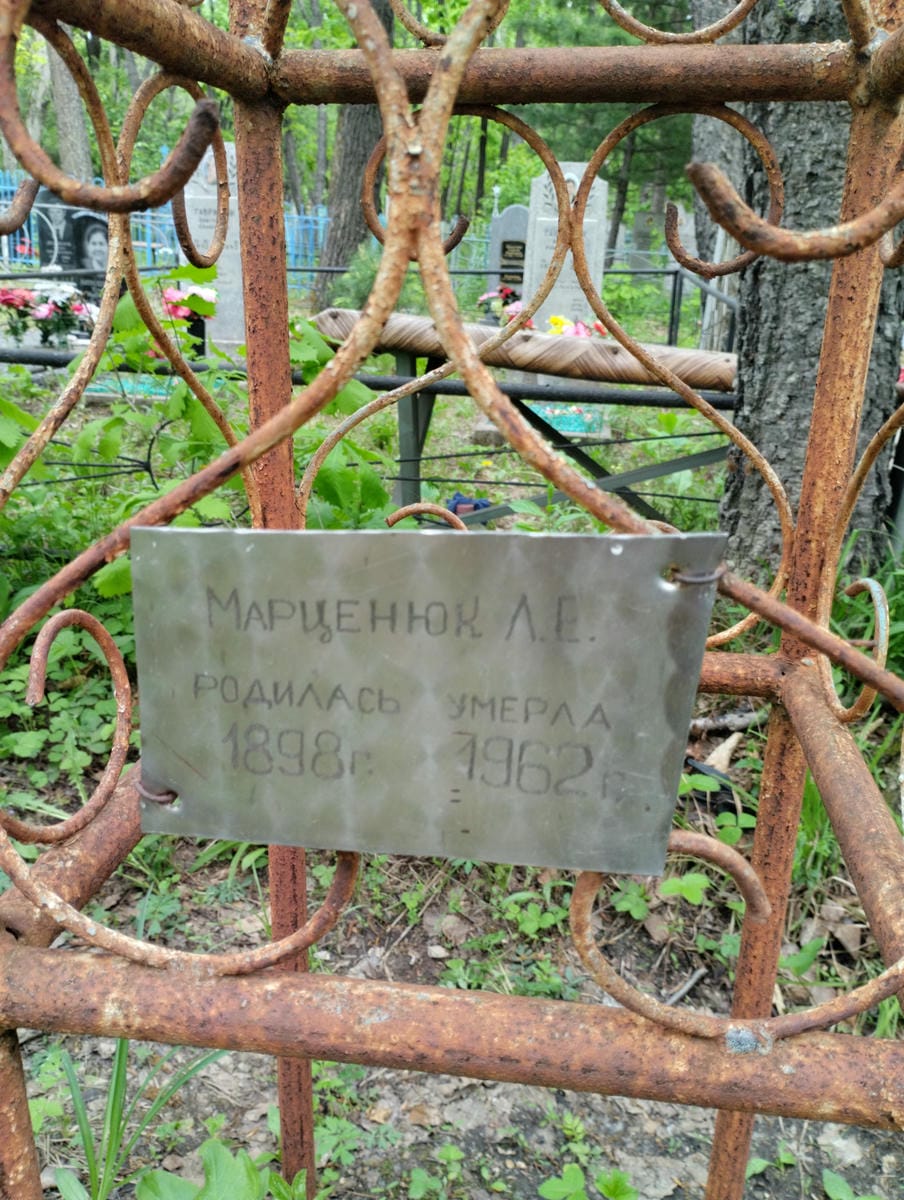 Марценюк Л.Е.
родилась умерла
1898г. 1962г.